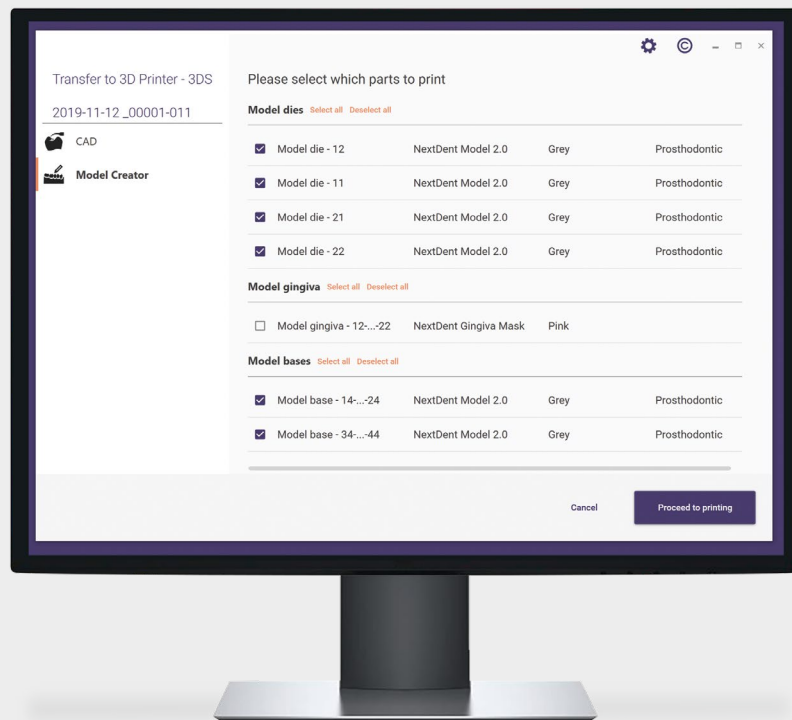 Transfer to 3D Printer - 3DS
2019-11-12 _00001-011
CAD
Model Creator
Please select which parts to print
Model dies Select all Deselect all
Model die - 12 NextDent Model 2.0 Grey Prosthodontic
Model die - 11 NextDent Model 2.0 Grey Prosthodontic
Model die - 21 NextDent Model 2.0 Grey Prosthodontic
Model die - 22 NextDent Model 2.0 Grey Prosthodontic
Model gingiva Select all Deselect all
Model gingiva - 12-...-22 NextDent Gingiva Mask Pink
Model bases Select all Deselect all
Model base - 14-...-24 NextDent Model 2.0 Grey Prosthodontic
Model base - 34-...-44 NextDent Model 2.0 Grey Prosthodontic
Cancel Proceed to printing